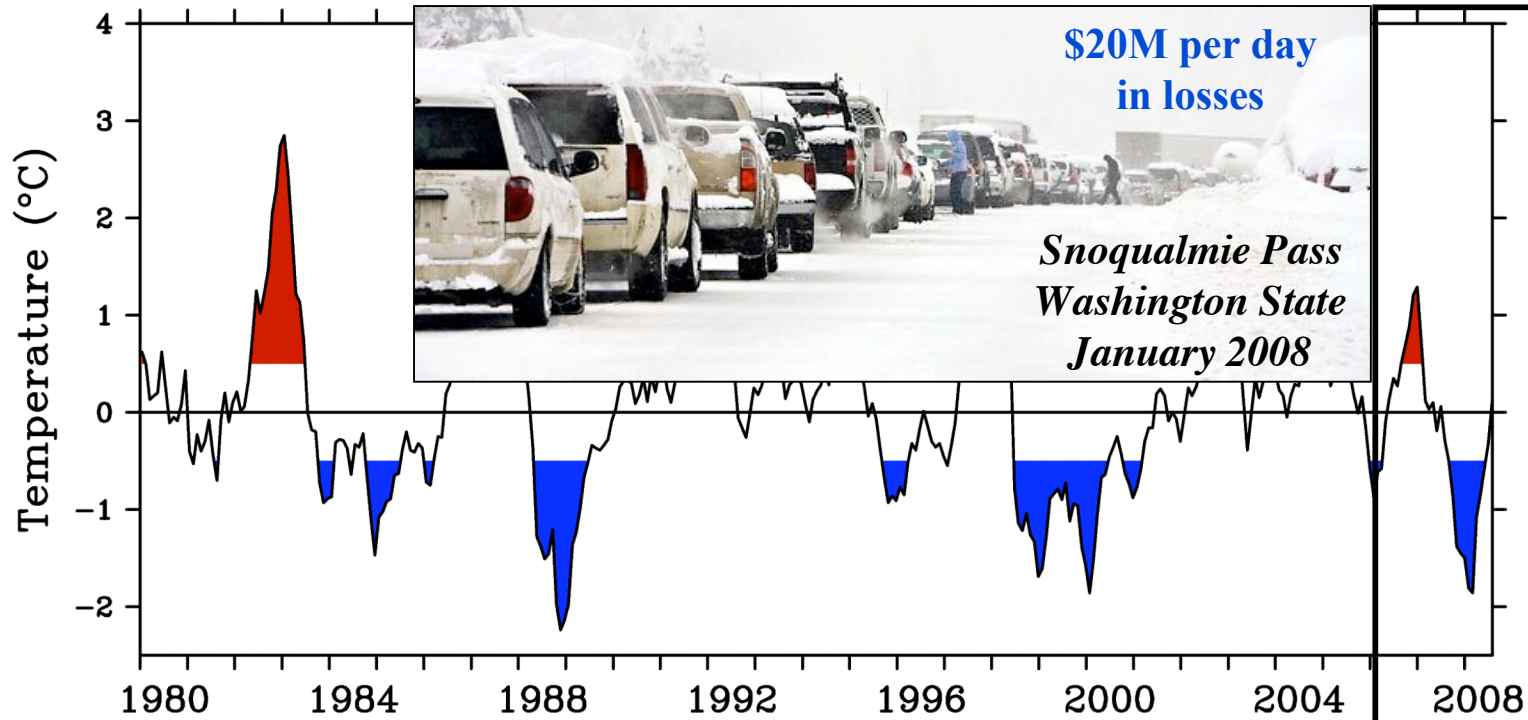 $20M per day
in losses
Snoqualmie Pass
Washington State
January 2008
Temperature (°C)
4
3
2
1
0
−1
−2
1980 1984 1988 1992 1996 2000 2004 2008